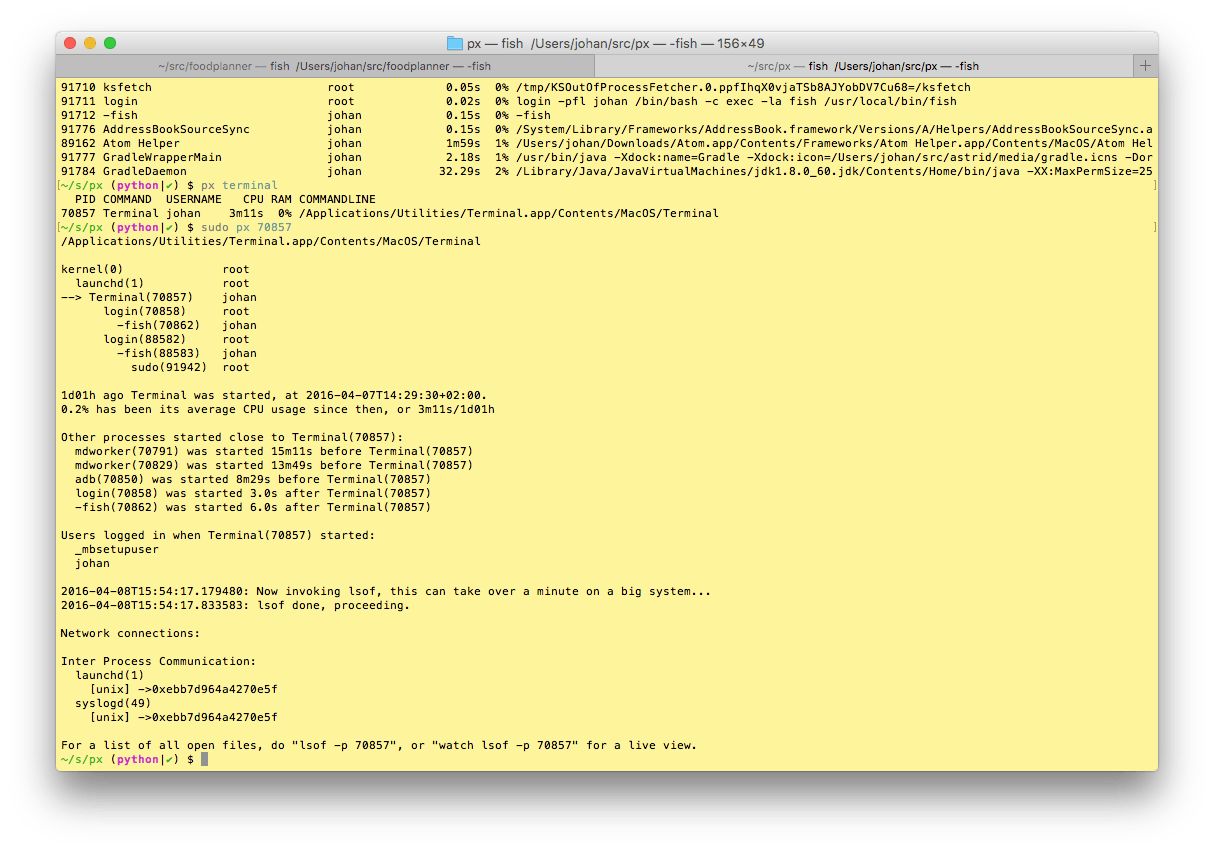 px — fish  /Users/johan/src/px — -fish — 156×49
~/src/foodplanner — fish  /Users/johan/src/foodplanner — -fish
~/src/px — fish  /Users/johan/src/px — -fish
91710 ksfetch                         root             0.05s  0% /tmp/KSOutOfProcessFetcher.0.ppfIhqX0vjaTSb8AJYobDV7Cu68=/ksfetch
91711 login                           root             0.02s  0% login -pfl johan /bin/bash -c exec -la fish /usr/local/bin/fish
91712 -fish                           johan            0.15s  0% -fish
91776 AddressBookSourceSync           johan            0.15s  0% /System/Library/Frameworks/AddressBook.framework/Versions/A/Helpers/AddressBookSourceSync.a
89162 Atom Helper                     johan            1m59s  1% /Users/johan/Downloads/Atom.app/Contents/Frameworks/Atom Helper.app/Contents/MacOS/Atom Hel
91777 GradleWrapperMain               johan            2.18s  1% /usr/bin/java -Xdock:name=Gradle -Xdock:icon=/Users/johan/src/astrid/media/gradle.icns -Dor
91784 GradleDaemon                    johan           32.29s  2% /Library/Java/JavaVirtualMachines/jdk1.8.0_60.jdk/Contents/Home/bin/java -XX:MaxPermSize=25
[~/s/px (python|✔) $ px terminal ]
  PID COMMAND  USERNAME   CPU RAM COMMANDLINE
70857 Terminal johan    3m11s  0% /Applications/Utilities/Terminal.app/Contents/MacOS/Terminal
[~/s/px (python|✔) $ sudo px 70857 ]
/Applications/Utilities/Terminal.app/Contents/MacOS/Terminal
kernel(0)              root
  launchd(1)           root
--> Terminal(70857)    johan
      login(70858)     root
        -fish(70862)   johan
      login(88582)     root
        -fish(88583)   johan
          sudo(91942)  root
1d01h ago Terminal was started, at 2016-04-07T14:29:30+02:00.
0.2% has been its average CPU usage since then, or 3m11s/1d01h
Other processes started close to Terminal(70857):
  mdworker(70791) was started 15m11s before Terminal(70857)
  mdworker(70829) was started 13m49s before Terminal(70857)
  adb(70850) was started 8m29s before Terminal(70857)
  login(70858) was started 3.0s after Terminal(70857)
  -fish(70862) was started 6.0s after Terminal(70857)
Users logged in when Terminal(70857) started:
  _mbsetupuser
  johan
2016-04-08T15:54:17.179480: Now invoking lsof, this can take over a minute on a big system...
2016-04-08T15:54:17.833583: lsof done, proceeding.
Network connections:
Inter Process Communication:
  launchd(1)
    [unix] ->0xebb7d964a4270e5f
  syslogd(49)
    [unix] ->0xebb7d964a4270e5f
For a list of all open files, do "lsof -p 70857", or "watch lsof -p 70857" for a live view.
~/s/px (python|✔) $